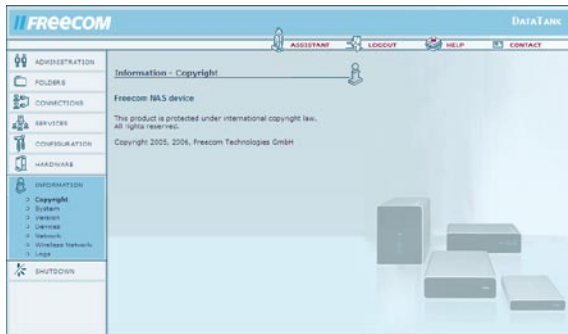 FREECOM
DATATANK
ASSISTANT
LOGOUT
HELP
CONTACT
ADMINISTRATION
FOLDERS
CONNECTIONS
SERVICES
CONFIGURATION
HARDWARE
INFORMATION
Copyright
System
Version
Devices
Network
Wireless Network
Logs
SHUTDOWN
Information - Copyright
Freecom NAS device
This product is protected under international copyright law.
All rights reserved.
Copyright 2005, 2006, Freecom Technologies GmbH